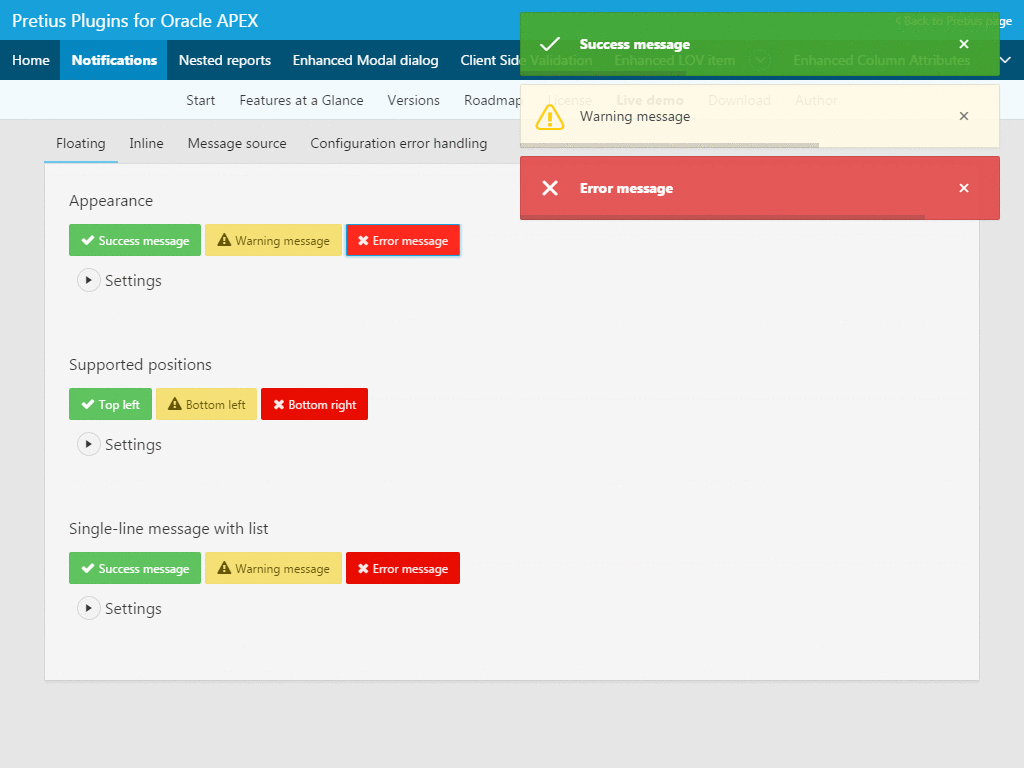 Pretius Plugins for Oracle APEX
Back to Pretius page
Home Notifications Nested reports Enhanced Modal dialog Client Side Validation Enhanced LOV item Enhanced Column Attributes
Start Features at a Glance Versions Roadmap License Live demo Download Author
Success message
Warning message
Error message
Floating Inline Message source Configuration error handling
Appearance
Success message Warning message Error message
Settings
Supported positions
Top left Bottom left Bottom right
Settings
Single-line message with list
Success message Warning message Error message
Settings